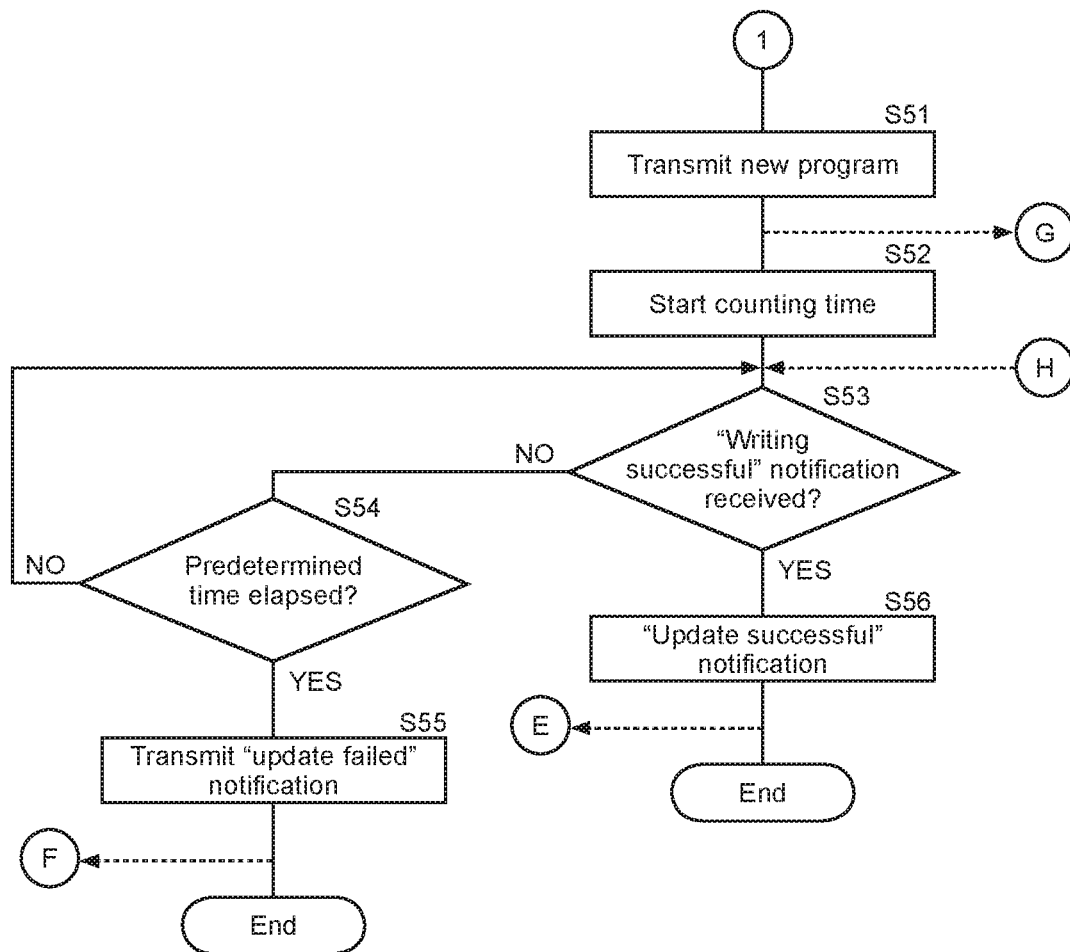 1
S51
Transmit new program
G
S52
Start counting time
H
S53
“Writing
successful” notification
received?
NO
S54
Predetermined
time elapsed?
NO
YES
S56
“Update successful”
notification
YES
E
S55
Transmit “update failed”
notification
End
F
End